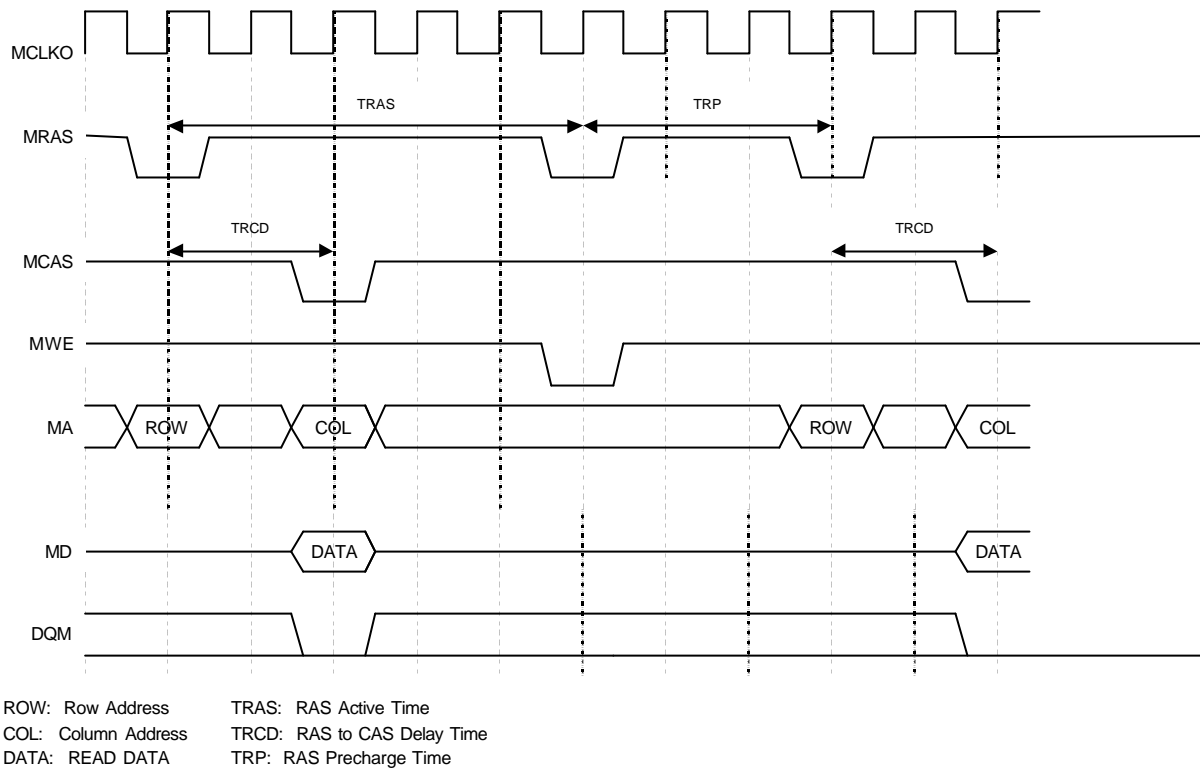 MCLKO
TRAS TRP
MRAS
TRCD TRCD
MCAS
MWE
MA ROW COL ROW COL
MD DATA DATA
DQM
ROW: Row Address TRAS: RAS Active Time
COL: Column Address TRCD: RAS to CAS Delay Time
DATA: READ DATA TRP: RAS Precharge Time